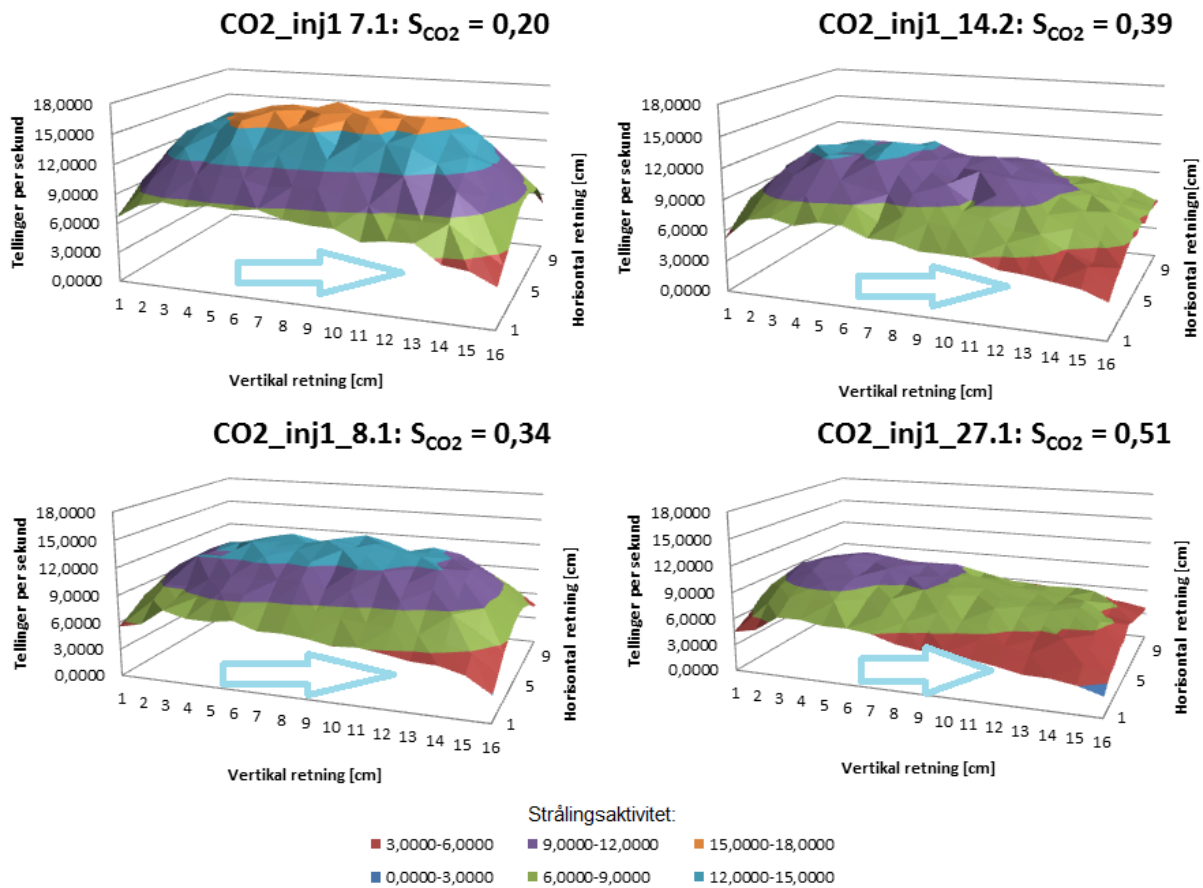 CO2_inj1 7.1: SCO2 = 0,20
Tellinger per sekund
18,0000
15,0000
12,0000
9,0000
6,0000
3,0000
0,0000
1 2 3 4 5 6 7 8 9 10 11 12 13 14 15 16
Vertikal retning [cm]
1
5
9
Horisontal retning [cm]
CO2_inj1_14.2: SCO2 = 0,39
Tellinger per sekund
18,0000
15,0000
12,0000
9,0000
6,0000
3,0000
0,0000
1 2 3 4 5 6 7 8 9 10 11 12 13 14 15 16
Vertikal retning [cm]
1
5
9
Horisontal retningn[cm]
CO2_inj1_8.1: SCO2 = 0,34
Tellinger per sekund
18,0000
15,0000
12,0000
9,0000
6,0000
3,0000
0,0000
1 2 3 4 5 6 7 8 9 10 11 12 13 14 15 16
Vertikal retning [cm]
1
5
9
Horisontal retning [cm]
CO2_inj1_27.1: SCO2 = 0,51
Tellinger per sekund
18,0000
15,0000
12,0000
9,0000
6,0000
3,0000
0,0000
1 2 3 4 5 6 7 8 9 10 11 12 13 14 15 16
Vertikal retning [cm]
1
5
9
Horisontal retning [cm]
Strålingsaktivitet:
3,0000-6,0000 9,0000-12,0000 15,0000-18,0000
0,0000-3,0000 6,0000-9,0000 12,0000-15,0000